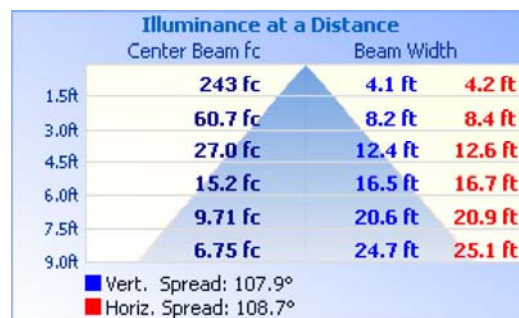 Illuminance at a Distance
Center Beam fc Beam Width
1.5ft 243 fc 4.1 ft 4.2 ft
3.0ft 60.7 fc 8.2 ft 8.4 ft
4.5ft 27.0 fc 12.4 ft 12.6 ft
6.0ft 15.2 fc 16.5 ft 16.7 ft
7.5ft 9.71 fc 20.6 ft 20.9 ft
9.0ft 6.75 fc 24.7 ft 25.1 ft
Vert. Spread: 107.9°
Horiz. Spread: 108.7°